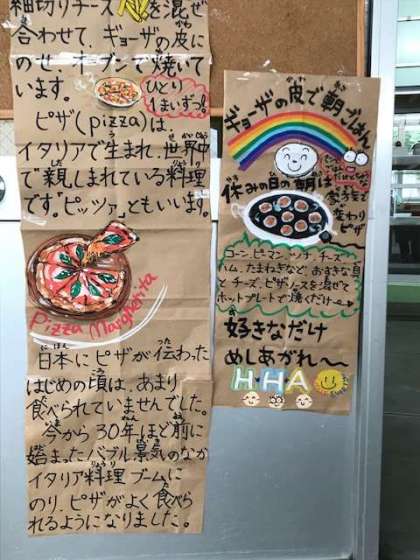 細切りチーズを混ぜ
合わせて、ギョーザの皮に
のせ、オーブンで焼いて
います。
ひとり
1まいずつ!
ピザ(pizza)は、
イタリアで生まれ、世界中
で親しまれている料理
です。"ピッツァ"ともいいます。
Pizza Margherita
日本にピザが伝わった
はじめの頃は、あまり
食べられていませんでした。
今から30年ほど前に
始まったバブル景気のなか
イタリア料理ブームに
のり、ピザがよく食べら
れるようになりました。
ギョーザの皮で朝ごはん
休みの日の朝は
変わり
ピザ
コーン、ピーマン、ツナ、チーズ
ハム、たまねぎなど、お好きな具
とチーズ、ピザソースを混ぜて
ホットプレートで焼くだけ。
好きなだけ
めしあがれ〜
H・H・A